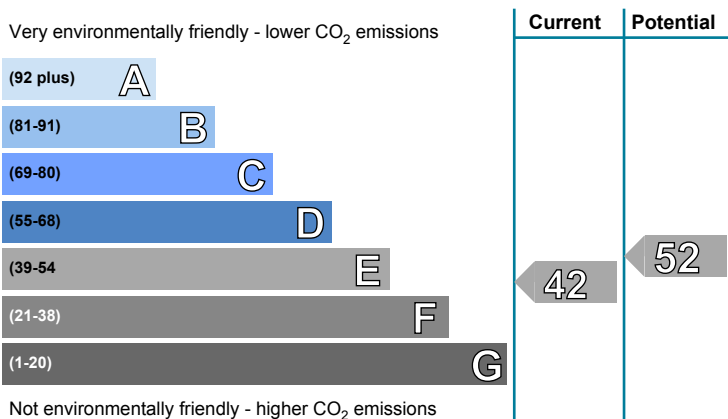 Very environmentally friendly - lower CO2 emissions
Current
Potential
(92 plus) A
(81-91) B
(69-80) C
(55-68) D
(39-54 E
(21-38) F
(1-20) G
42
52
Not environmentally friendly - higher CO2 emissions